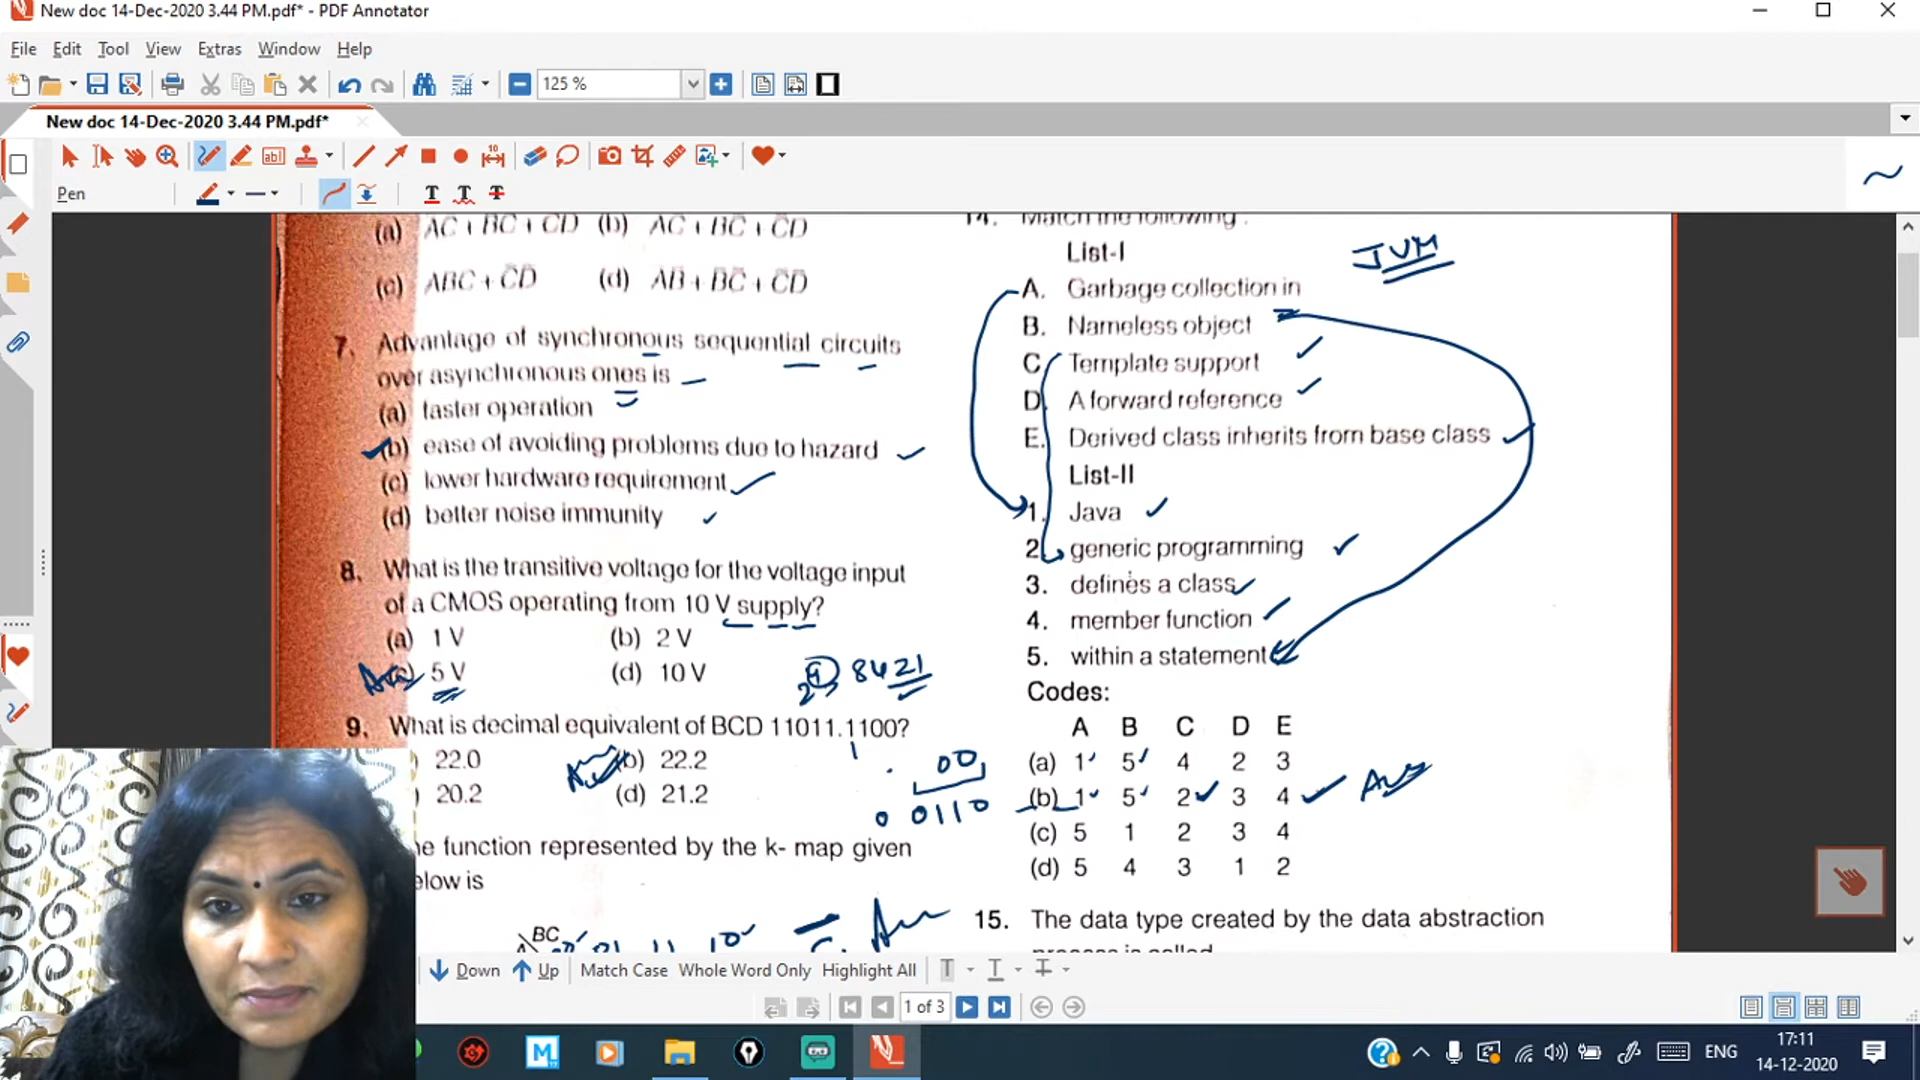 New doc 14-Dec-2020 3.44 PM.pdf* - PDF Annotator
File Edit Tool View Extras Window Help
125 %
New doc 14-Dec-2020 3.44 PM.pdf*
Pen
7. Advantage of synchronous sequential circuits
over asynchronous ones is
(a) faster operation
(b) ease of avoiding problems due to hazard
(c) lower hardware requirement
(d) better noise immunity
8. What is the transitive voltage for the voltage input
of a CMOS operating from 10 V supply?
(a) 1 V (b) 2 V
5 V (d) 10 V
8421
9. What is decimal equivalent of BCD 11011.1100?
22.0 (b) 22.2
20.2 (d) 21.2
00
0 0110
function represented by the k- map given
elow is
BC
14. Match the following :
List-I
JVM
A. Garbage collection in
B. Nameless object
C Template support
D. A forward reference
E. Derived class inherits from base class
List-II
1. Java
2 generic programming
3. defines a class
4. member function
5. within a statement
Codes:
A B C D E
(a) 1 5 4 2 3
(b) 1 5 2 3 4 Ans
(c) 5 1 2 3 4
(d) 5 4 3 1 2
15. The data type created by the data abstraction
Down Up Match Case Whole Word Only Highlight All
1 of 3
ENG
17:11
14-12-2020